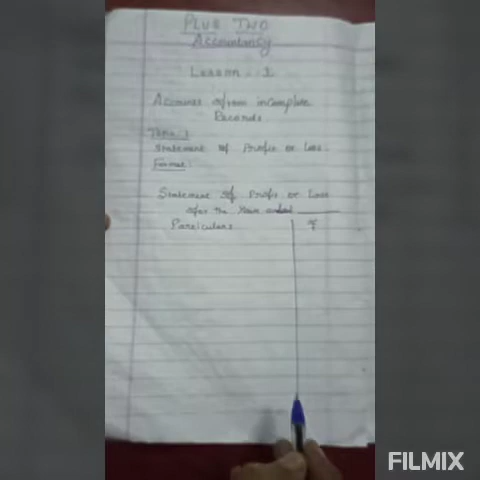 PLUS TWO
Accountancy
Lesson - 1
Accounts from incomplete
Records
Topic: 1
Statement of Profit or Loss
Format:
Statement of Profit or Loss
for the Year ended
Particulars ₹
FILMIX